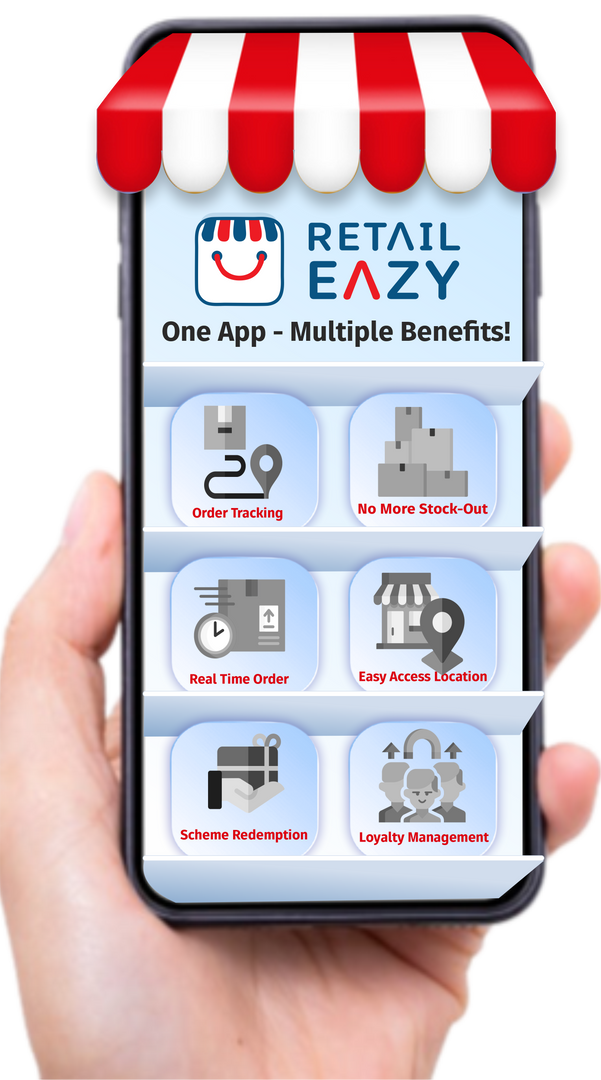 RETAIL
EAZY
One App - Multiple Benefits!
Order Tracking
No More Stock-Out
Real Time Order
Easy Access Location
Scheme Redemption
Loyalty Management